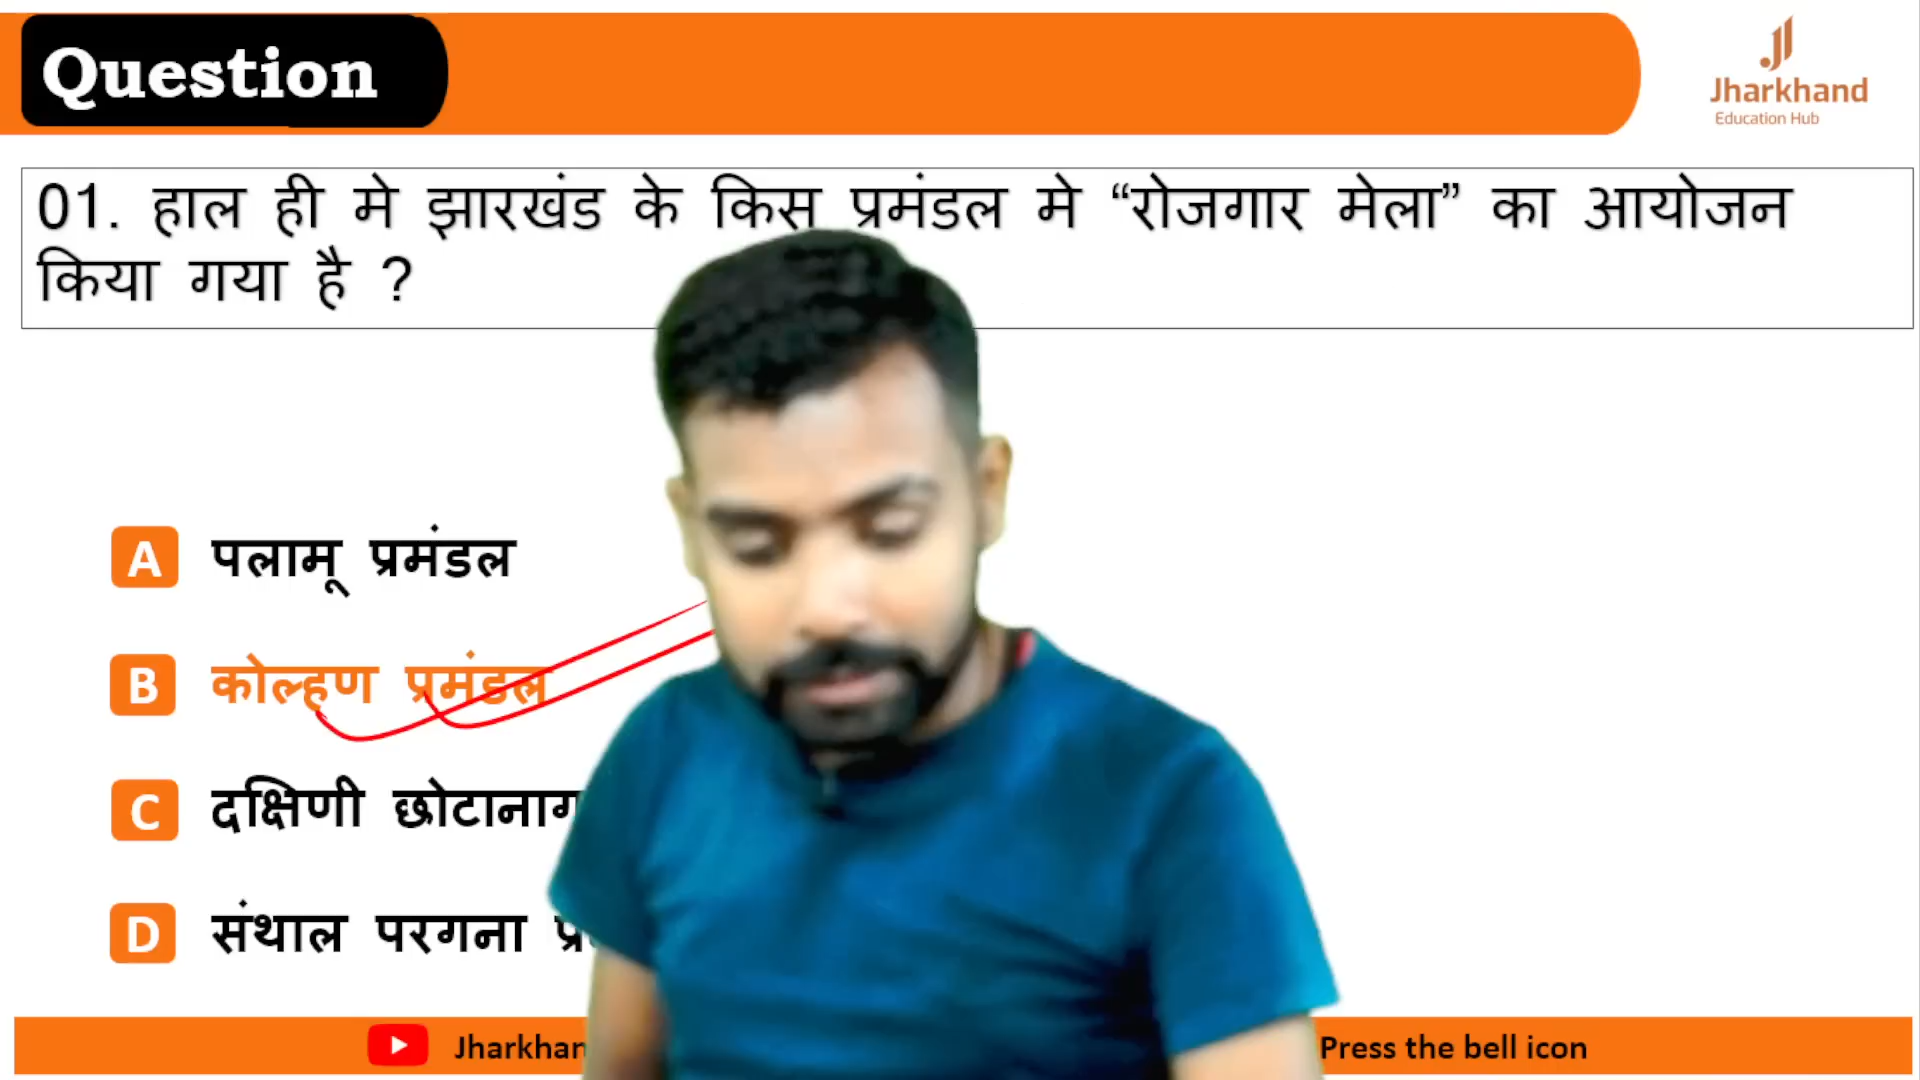 Question
Jharkhand
Education Hub
01. हाल ही मे झारखंड के किस प्रमंडल मे “रोजगार मेला” का आयोजन
किया गया है ?
A पलामू प्रमंडल
B कोल्हण प्रमंडल
C दक्षिणी
D संथाल परगना
Press the bell icon